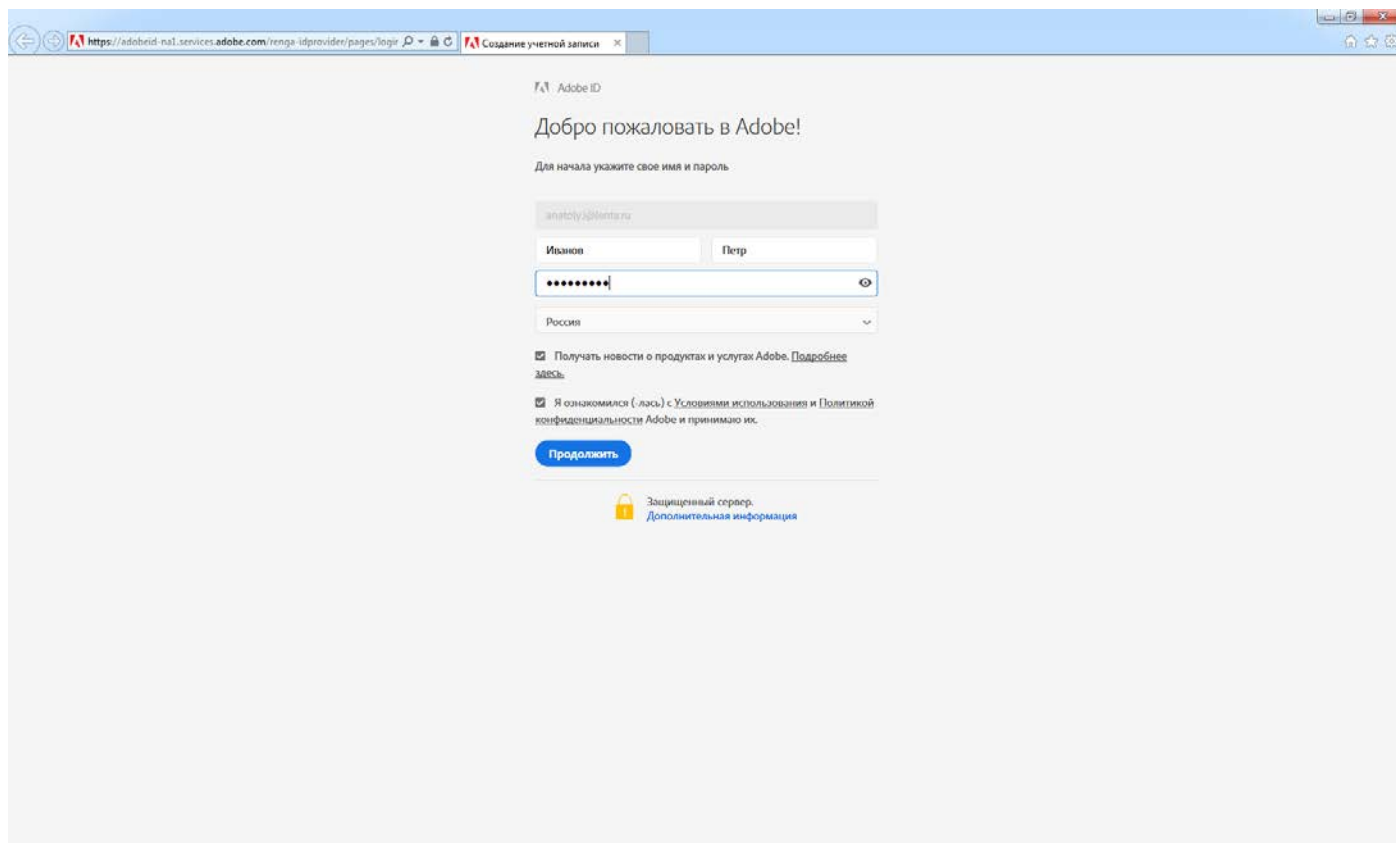 https://adobeid-na1.services.adobe.com/renga-idprovider/pages/login
Создание учетной записи
Adobe ID
Добро пожаловать в Adobe!
Для начала укажите свое имя и пароль
Иванов
Петр
Россия
Получать новости о продуктах и услугах Adobe. Подробнее
здесь.
Я ознакомился (-лась) с Условиями использования и Политикой
конфиденциальности Adobe и принимаю их.
Продолжить
Защищенный сервер.
Дополнительная информация